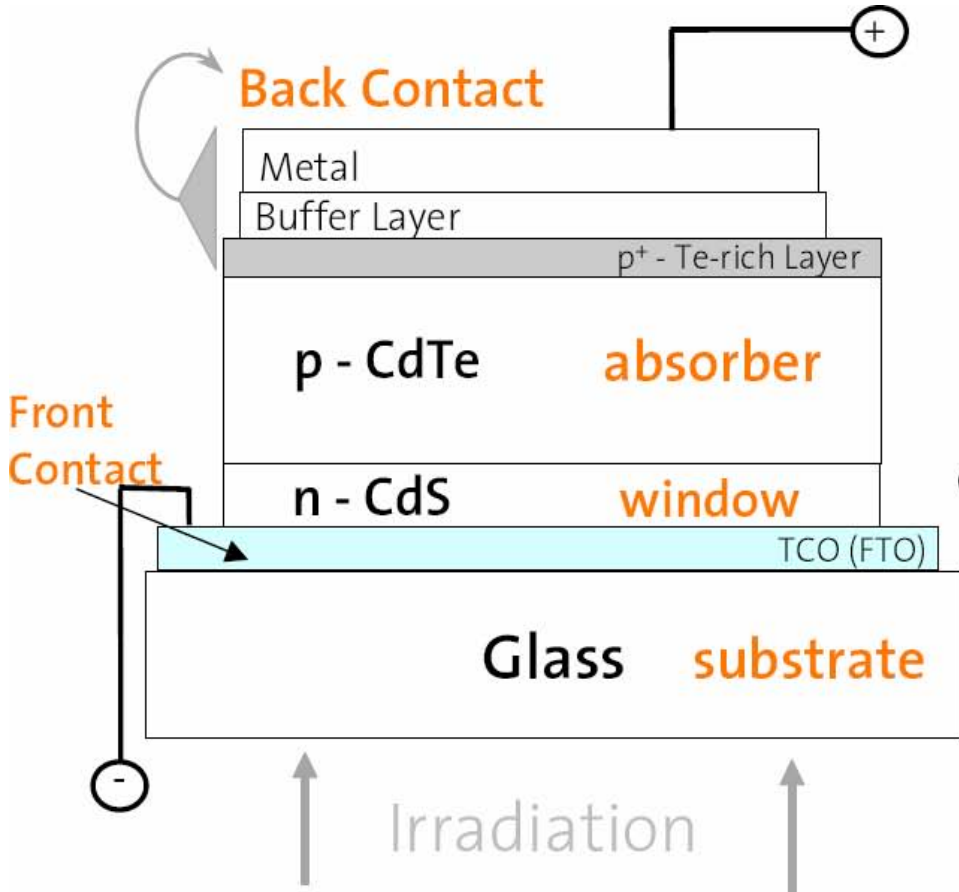 +
Back Contact
Metal
Buffer Layer
p⁺ - Te-rich Layer
p - CdTe absorber
Front
Contact
n - CdS window
TCO (FTO)
Glass substrate
-
Irradiation